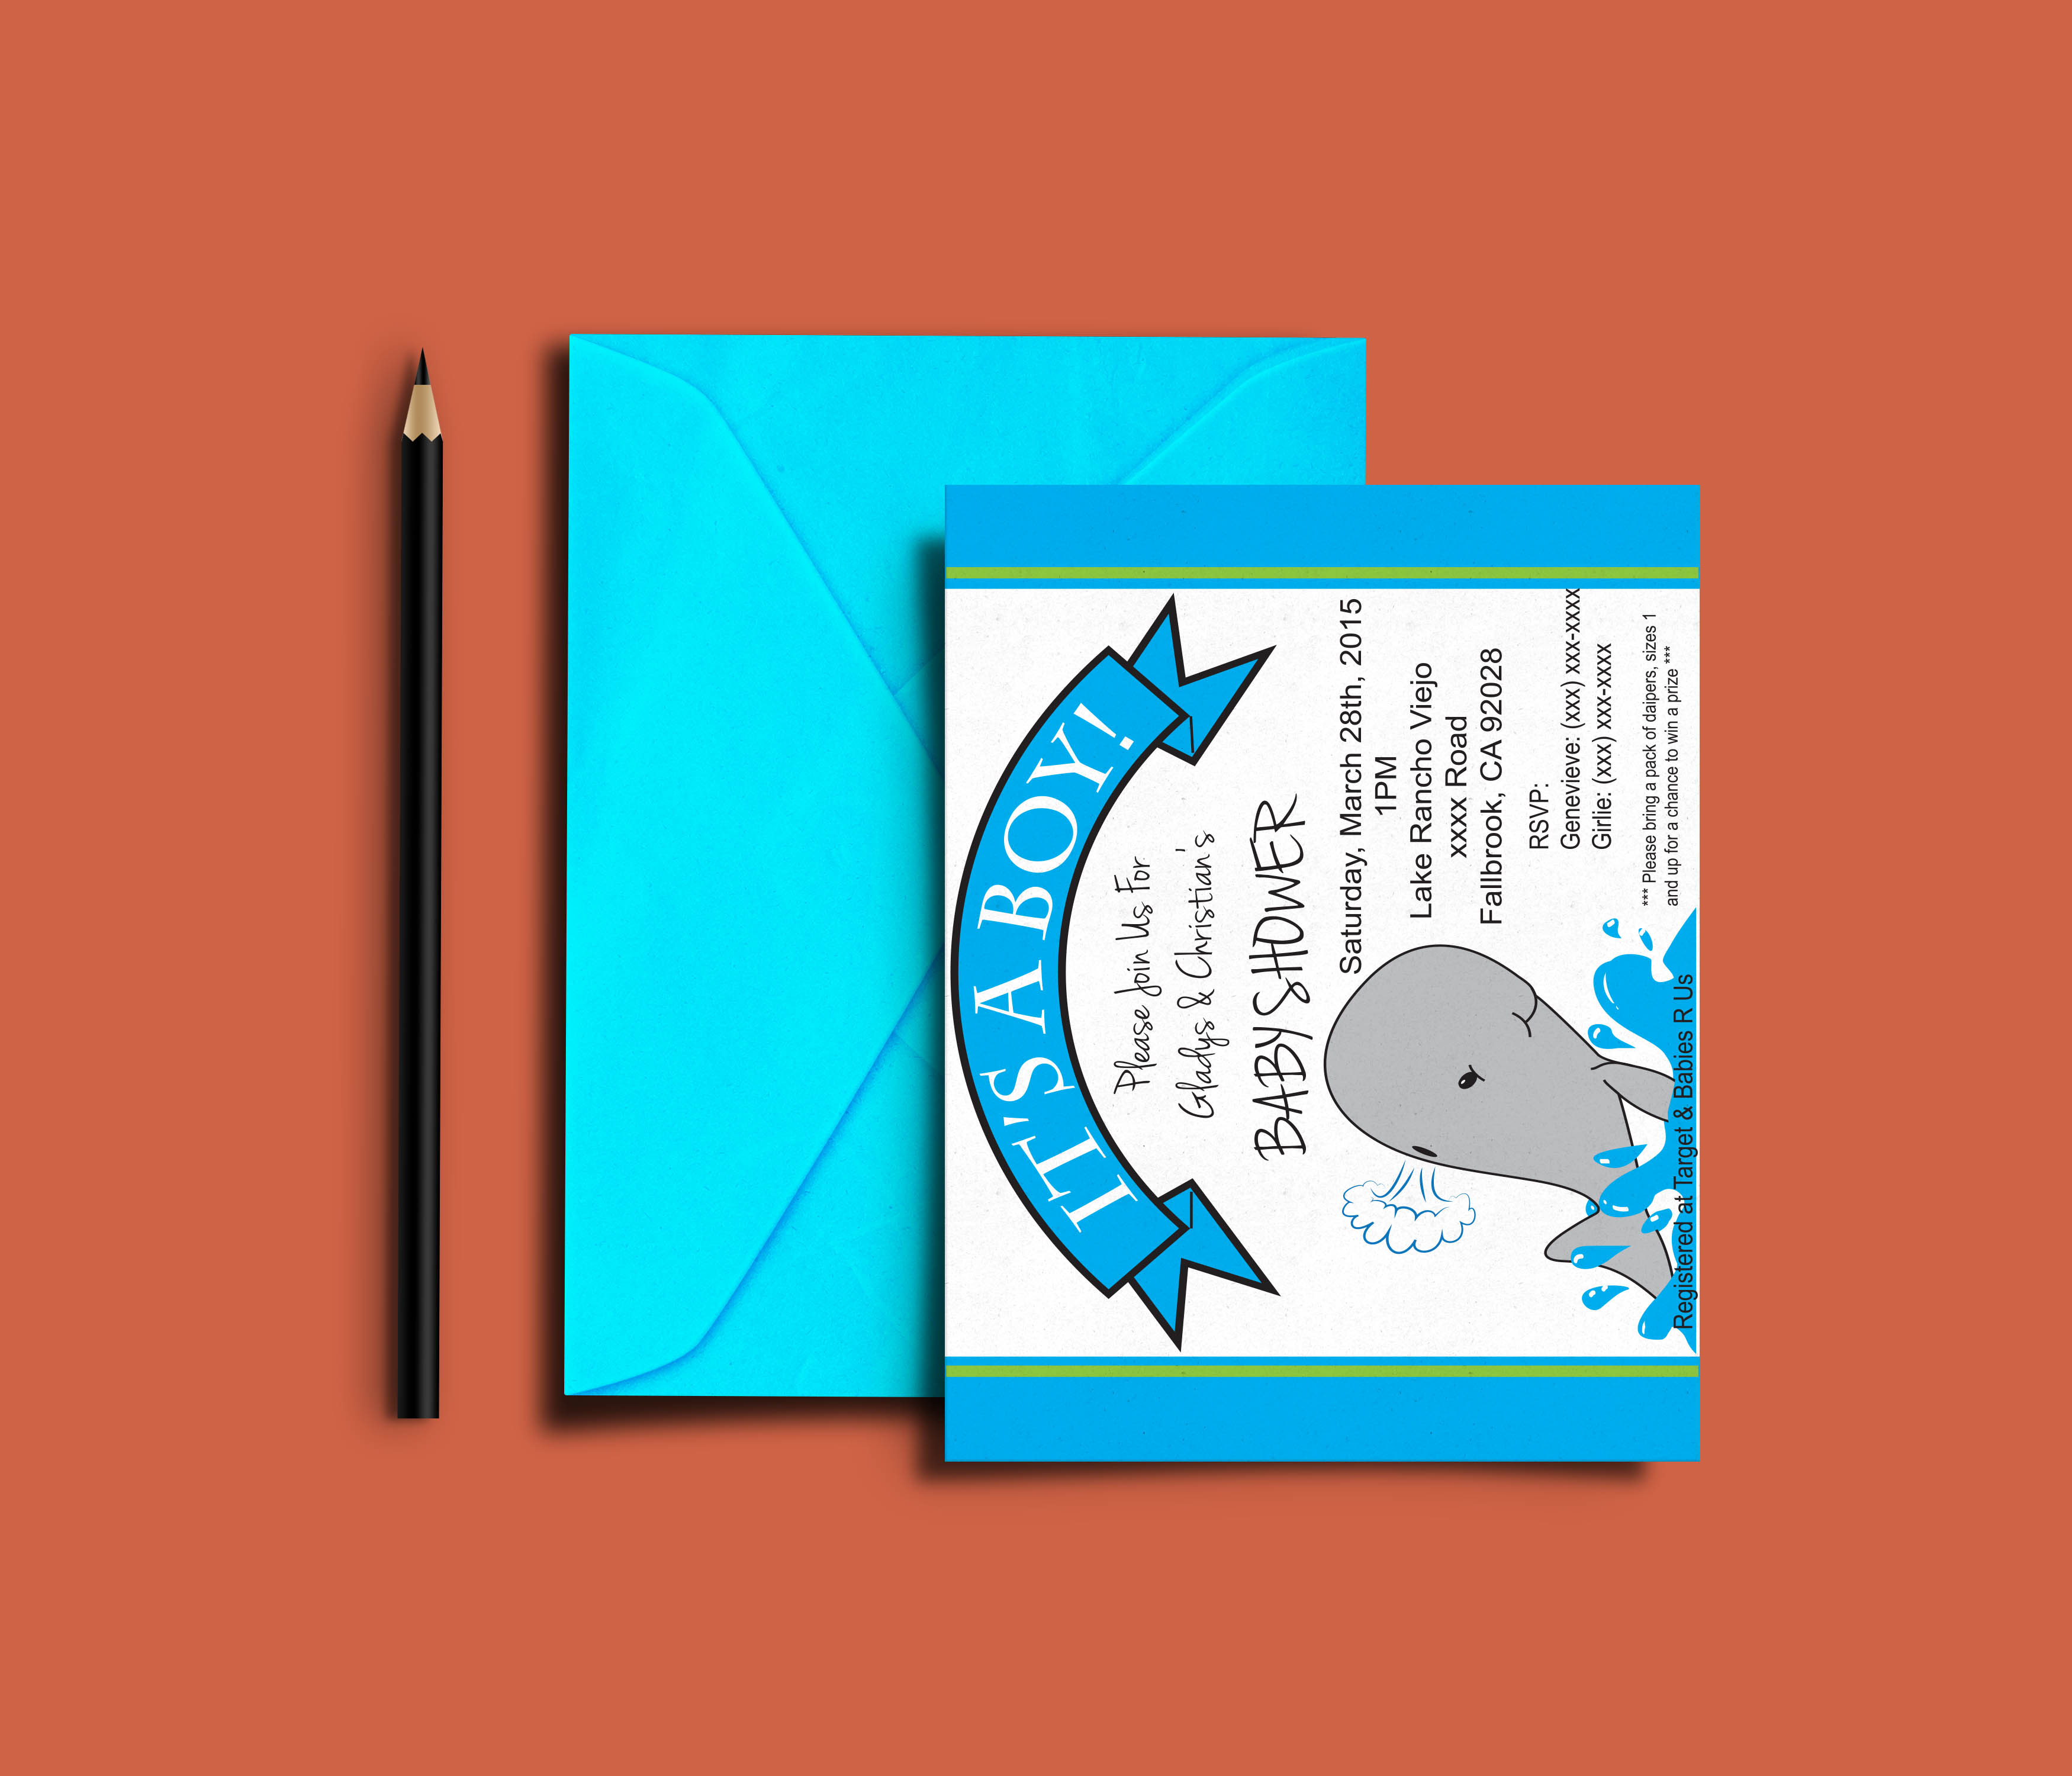 IT'S A BOY!
Please Join Us For
Gladys & Christian's
BABY SHOWER
Saturday, March 28th, 2015
1PM
Lake Rancho Viejo
xxxx Road
Fallbrook, CA 92028
RSVP:
Genevieve: (xxx) xxx-xxxx
Girlie: (xxx) xxx-xxxx
*** Please bring a pack of daipers, sizes 1
and up for a chance to win a prize ***
Registered at Target & Babies R Us